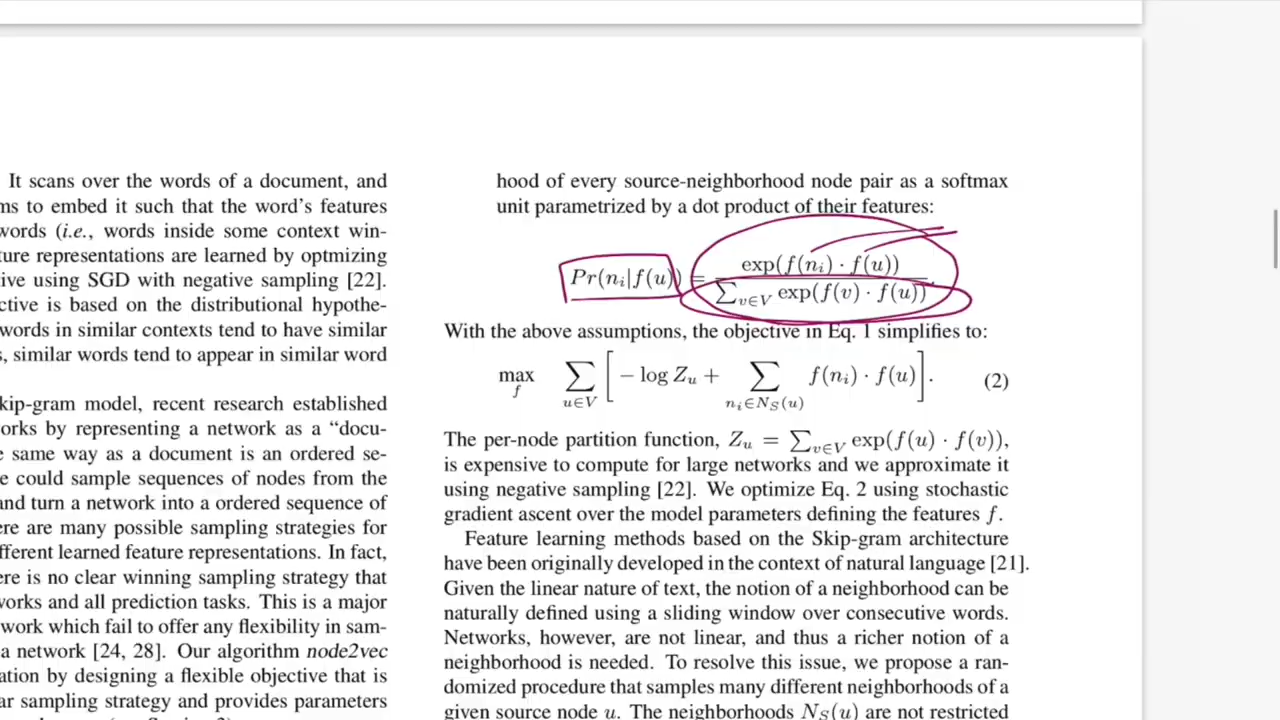 It scans over the words of a document, and
ms to embed it such that the word's features
words (i.e., words inside some context win-
ture representations are learned by optmizing
tive using SGD with negative sampling [22].
ective is based on the distributional hypothe-
words in similar contexts tend to have similar
s, similar words tend to appear in similar word
kip-gram model, recent research established
orks by representing a network as a “docu-
e same way as a document is an ordered se-
e could sample sequences of nodes from the
and turn a network into a ordered sequence of
ere are many possible sampling strategies for
fferent learned feature representations. In fact,
ere is no clear winning sampling strategy that
works and all prediction tasks. This is a major
work which fail to offer any flexibility in sam-
a network [24, 28]. Our algorithm node2vec
ation by designing a flexible objective that is
ar sampling strategy and provides parameters
hood of every source-neighborhood node pair as a softmax
unit parametrized by a dot product of their features:
Pr(n_i|f(u)) = exp(f(n_i) · f(u)) / ∑_{v∈V} exp(f(v) · f(u)).
With the above assumptions, the objective in Eq. 1 simplifies to:
max_f ∑_{u∈V} [ − log Z_u + ∑_{n_i∈N_S(u)} f(n_i) · f(u) ]. (2)
The per-node partition function, Z_u = ∑_{v∈V} exp(f(u) · f(v)),
is expensive to compute for large networks and we approximate it
using negative sampling [22]. We optimize Eq. 2 using stochastic
gradient ascent over the model parameters defining the features f.
Feature learning methods based on the Skip-gram architecture
have been originally developed in the context of natural language [21].
Given the linear nature of text, the notion of a neighborhood can be
naturally defined using a sliding window over consecutive words.
Networks, however, are not linear, and thus a richer notion of a
neighborhood is needed. To resolve this issue, we propose a ran-
domized procedure that samples many different neighborhoods of a
given source node u. The neighborhoods N_S(u) are not restricted